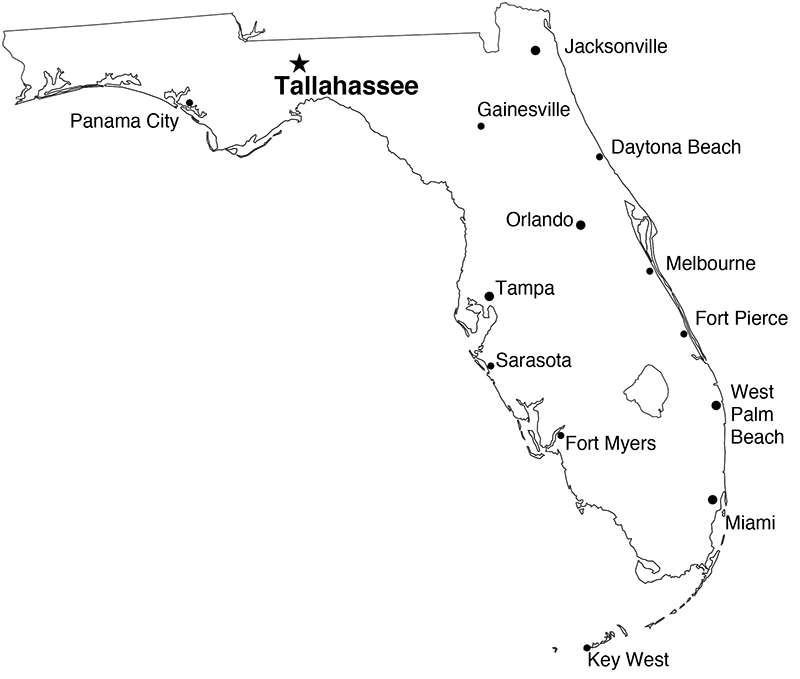 Jacksonville
Tallahassee
Gainesville
Panama City
Daytona Beach
Orlando
Melbourne
Tampa
Fort Pierce
Sarasota
West
Palm
Beach
Fort Myers
Miami
Key West